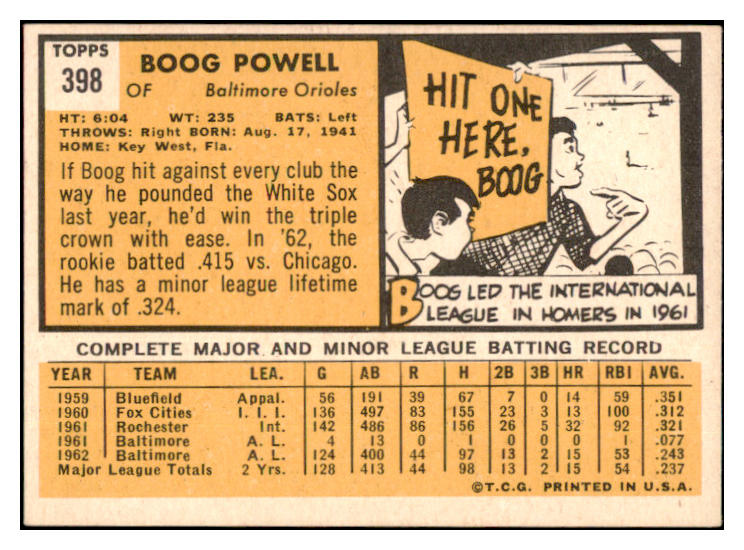 TOPPS
398
BOOG POWELL
OF Baltimore Orioles
HT: 6:04 WT: 235 BATS: Left
THROWS: Right BORN: Aug. 17, 1941
HOME: Key West, Fla.
If Boog hit against every club the
way he pounded the White Sox
last year, he'd win the triple
crown with ease. In '62, the
rookie batted .415 vs. Chicago.
He has a minor league lifetime
mark of .324.
HIT ONE
HERE,
BOOG
BOOG LED THE INTERNATIONAL
LEAGUE IN HOMERS IN 1961
COMPLETE MAJOR AND MINOR LEAGUE BATTING RECORD
YEAR TEAM LEA. G AB R H 2B 3B HR RBI AVG.
1959 Bluefield Appal. 56 191 39 67 7 0 14 59 .351
1960 Fox Cities I. I. I. 136 497 83 155 23 3 13 100 .312
1961 Rochester Int. 142 486 86 156 26 5 32 92 .321
1961 Baltimore A. L. 4 13 0 1 0 0 0 1 .077
1962 Baltimore A. L. 124 400 44 97 13 2 15 53 .243
Major League Totals 2 Yrs. 128 413 44 98 13 2 15 54 .237
©T.C.G. PRINTED IN U.S.A.